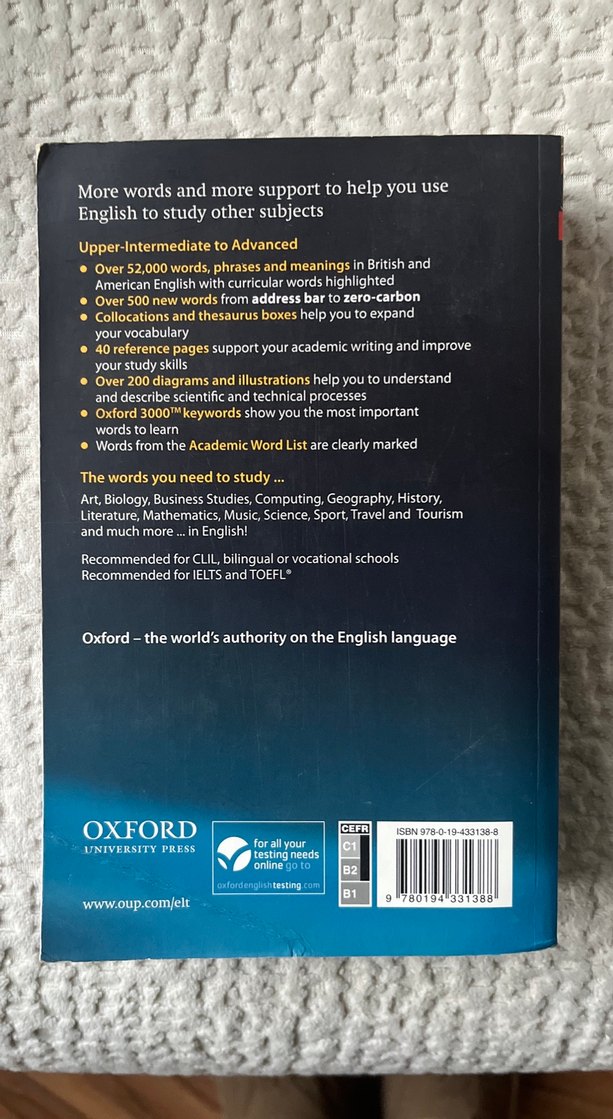 More words and more support to help you use
English to study other subjects
Upper-Intermediate to Advanced
• Over 52,000 words, phrases and meanings in British and
American English with curricular words highlighted
• Over 500 new words from address bar to zero-carbon
• Collocations and thesaurus boxes help you to expand
your vocabulary
• 40 reference pages support your academic writing and improve
your study skills
• Over 200 diagrams and illustrations help you to understand
and describe scientific and technical processes
• Oxford 3000™ keywords show you the most important
words to learn
• Words from the Academic Word List are clearly marked
The words you need to study ...
Art, Biology, Business Studies, Computing, Geography, History,
Literature, Mathematics, Music, Science, Sport, Travel and Tourism
and much more ... in English!
Recommended for CLIL, bilingual or vocational schools
Recommended for IELTS and TOEFL®
Oxford – the world's authority on the English language
OXFORD
UNIVERSITY PRESS
www.oup.com/elt
for all your
testing needs
online go to
oxfordenglishtesting.com
CEFR
C1
B2
B1
ISBN 978-0-19-433138-8
9 780194 331388